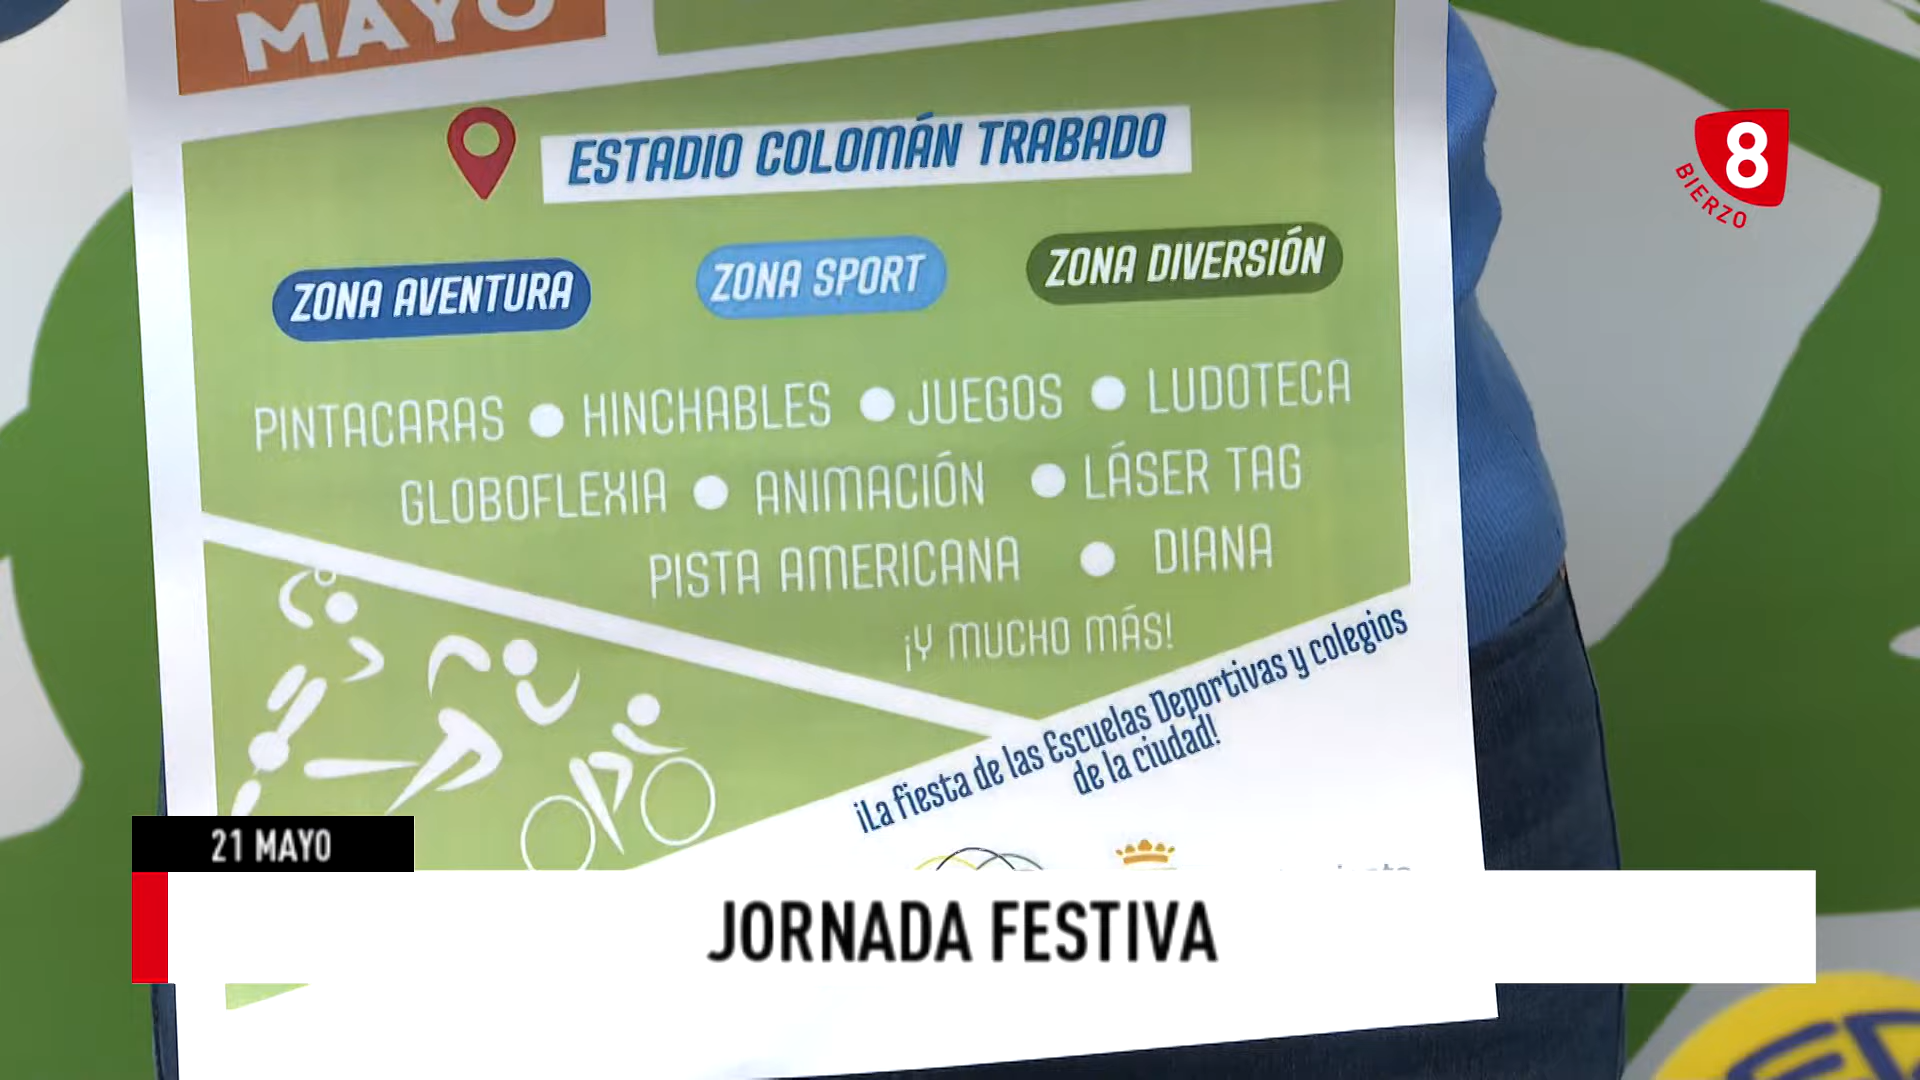 MAYO
8
BIERZO
ESTADIO COLOMÁN TRABADO
ZONA AVENTURA
ZONA SPORT
ZONA DIVERSIÓN
PINTACARAS ● HINCHABLES ● JUEGOS ● LUDOTECA
GLOBOFLEXIA ● ANIMACIÓN ● LÁSER TAG
PISTA AMERICANA ● DIANA
¡Y MUCHO MÁS!
¡La fiesta de las Escuelas Deportivas y colegios
de la ciudad!
21 MAYO
JORNADA FESTIVA